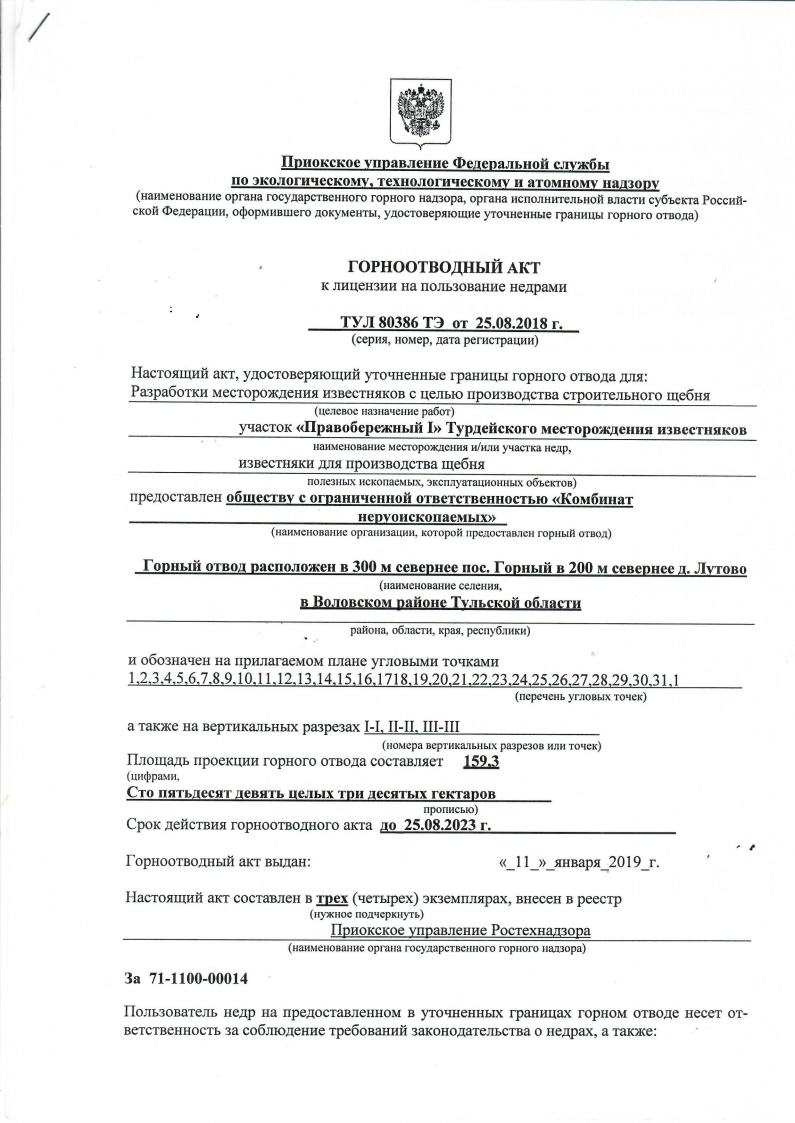 Приокское управление Федеральной службы
по экологическому, технологическому и атомному надзору
(наименование органа государственного горного надзора, органа исполнительной власти субъекта Россий-
ской Федерации, оформившего документы, удостоверяющие уточненные границы горного отвода)
ГОРНООТВОДНЫЙ АКТ
к лицензии на пользование недрами
ТУЛ 80386 ТЭ от 25.08.2018 г.
(серия, номер, дата регистрации)
Настоящий акт, удостоверяющий уточненные границы горного отвода для:
Разработки месторождения известняков с целью производства строительного щебня
(целевое назначение работ)
участок «Правобережный I» Турдейского месторождения известняков
наименование месторождения и/или участка недр,
известняки для производства щебня
полезных ископаемых, эксплуатационных объектов)
предоставлен обществу с ограниченной ответственностью «Комбинат
неруоископаемых»
(наименование организации, которой предоставлен горный отвод)
Горный отвод расположен в 300 м севернее пос. Горный в 200 м севернее д. Лутово
(наименование селения,
в Воловском районе Тульской области
района, области, края, республики)
и обозначен на прилагаемом плане угловыми точками
1,2,3,4,5,6,7,8,9,10,11,12,13,14,15,16,1718,19,20,21,22,23,24,25,26,27,28,29,30,31,1
(перечень угловых точек)
а также на вертикальных разрезах I-I, II-II, III-III
(номера вертикальных разрезов или точек)
Площадь проекции горного отвода составляет 159,3
(цифрами,
Сто пятьдесят девять целых три десятых гектаров
прописью)
Срок действия горноотводного акта до 25.08.2023 г.
Горноотводный акт выдан: «_11_»_января_2019_г.
Настоящий акт составлен в трех (четырех) экземплярах, внесен в реестр
(нужное подчеркнуть)
Приокское управление Ростехнадзора
(наименование органа государственного горного надзора)
За 71-1100-00014
Пользователь недр на предоставленном в уточненных границах горном отводе несет от-
ветственность за соблюдение требований законодательства о недрах, а также: